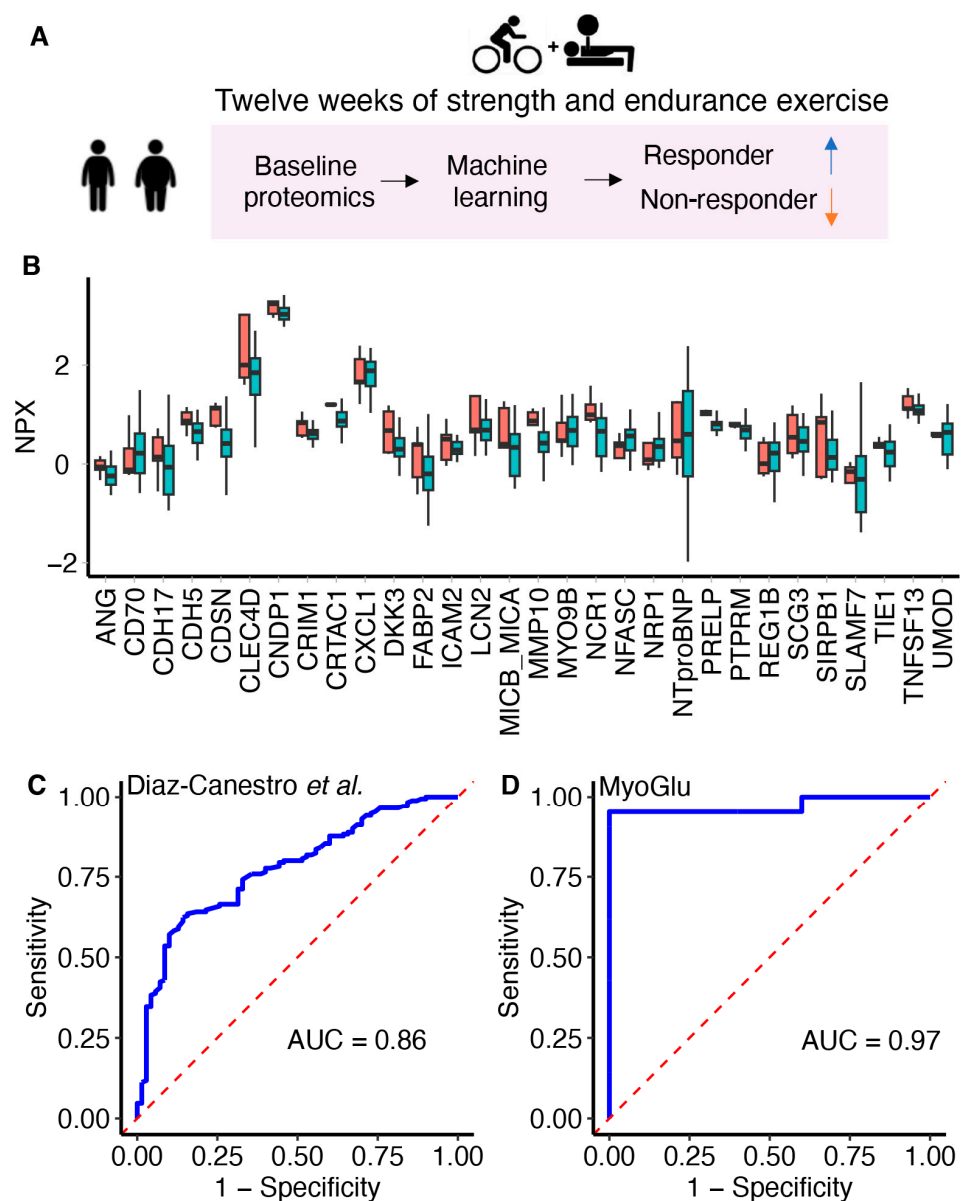 A
+
Twelve weeks of strength and endurance exercise
Baseline
proteomics
Machine
learning
Responder
Non-responder
B
NPX
2
0
−2
ANG
CD70
CDH17
CDH5
CDSN
CLEC4D
CNDP1
CRIM1
CRTAC1
CXCL1
DKK3
FABP2
ICAM2
LCN2
MICB_MICA
MMP10
MYO9B
NCR1
NFASC
NRP1
NTproBNP
PRELP
PTPRM
REG1B
SCG3
SIRPB1
SLAMF7
TIE1
TNFSF13
UMOD
C
Diaz-Canestro et al.
Sensitivity
1.00
0.75
0.50
0.25
0.00
AUC = 0.86
0.00 0.25 0.50 0.75 1.00
1 − Specificity
D
MyoGlu
Sensitivity
1.00
0.75
0.50
0.25
0.00
AUC = 0.97
0.00 0.25 0.50 0.75 1.00
1 − Specificity